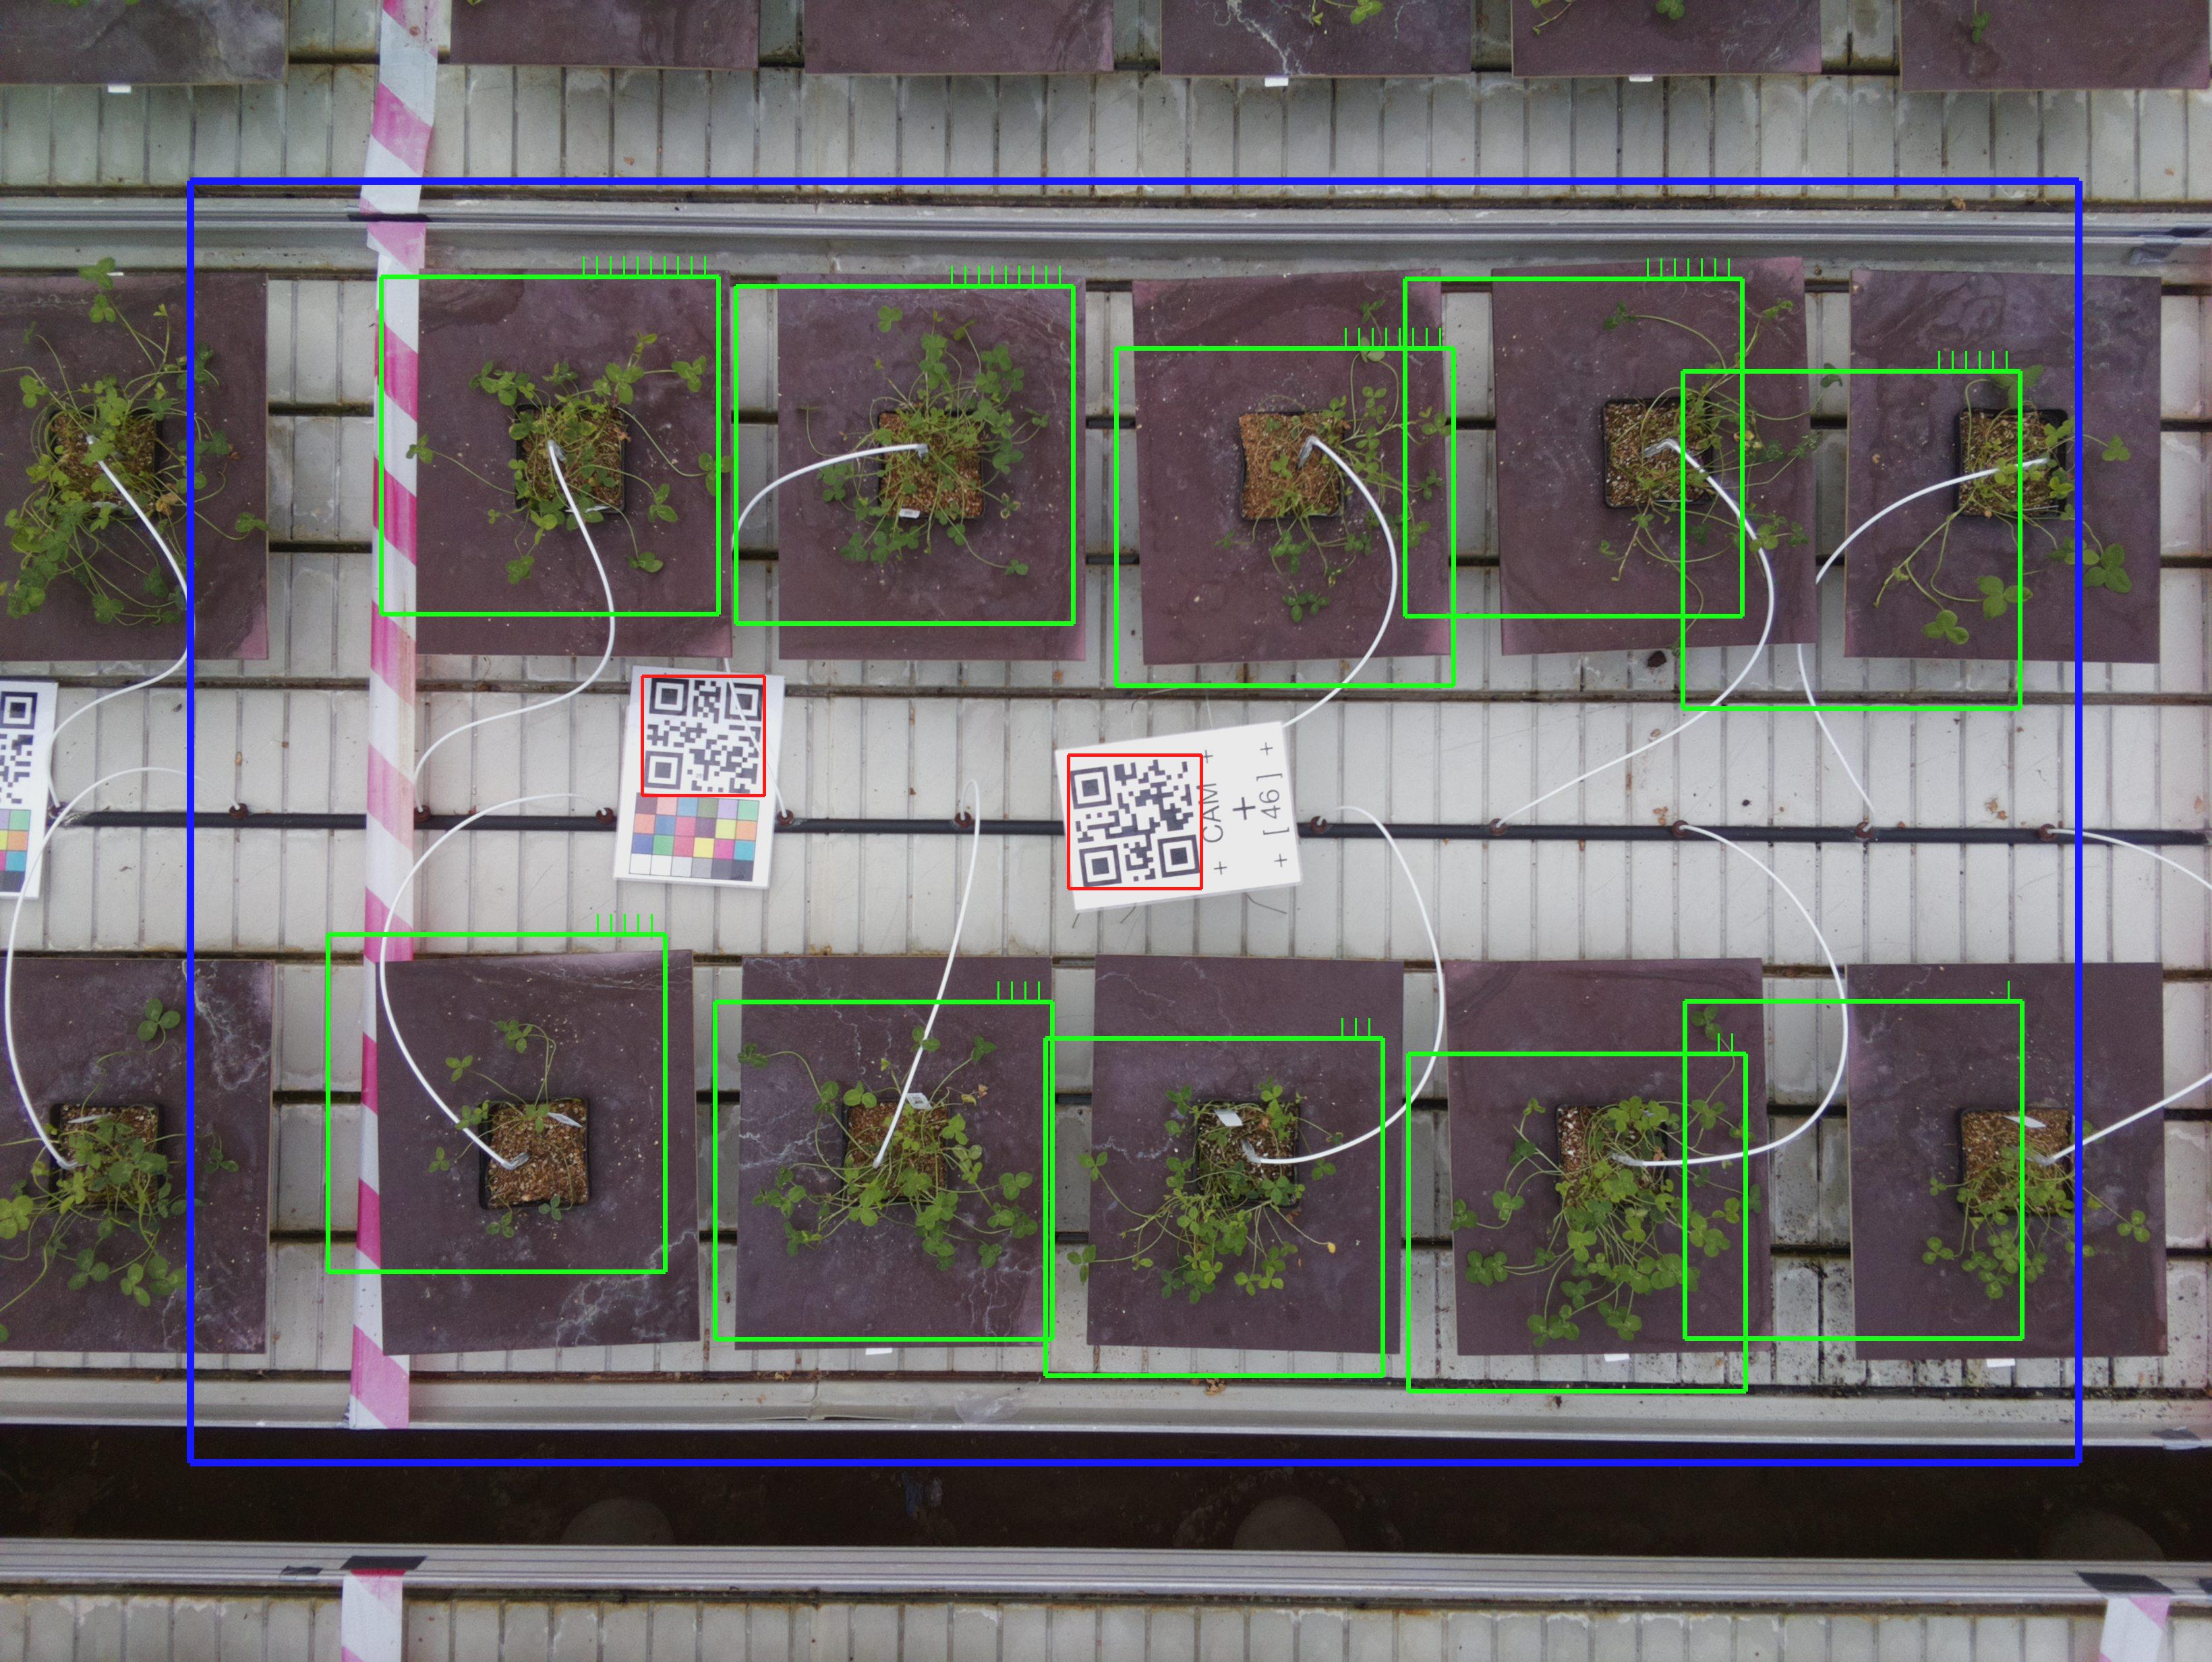 + CAM +
+
+ [ 46 ] +